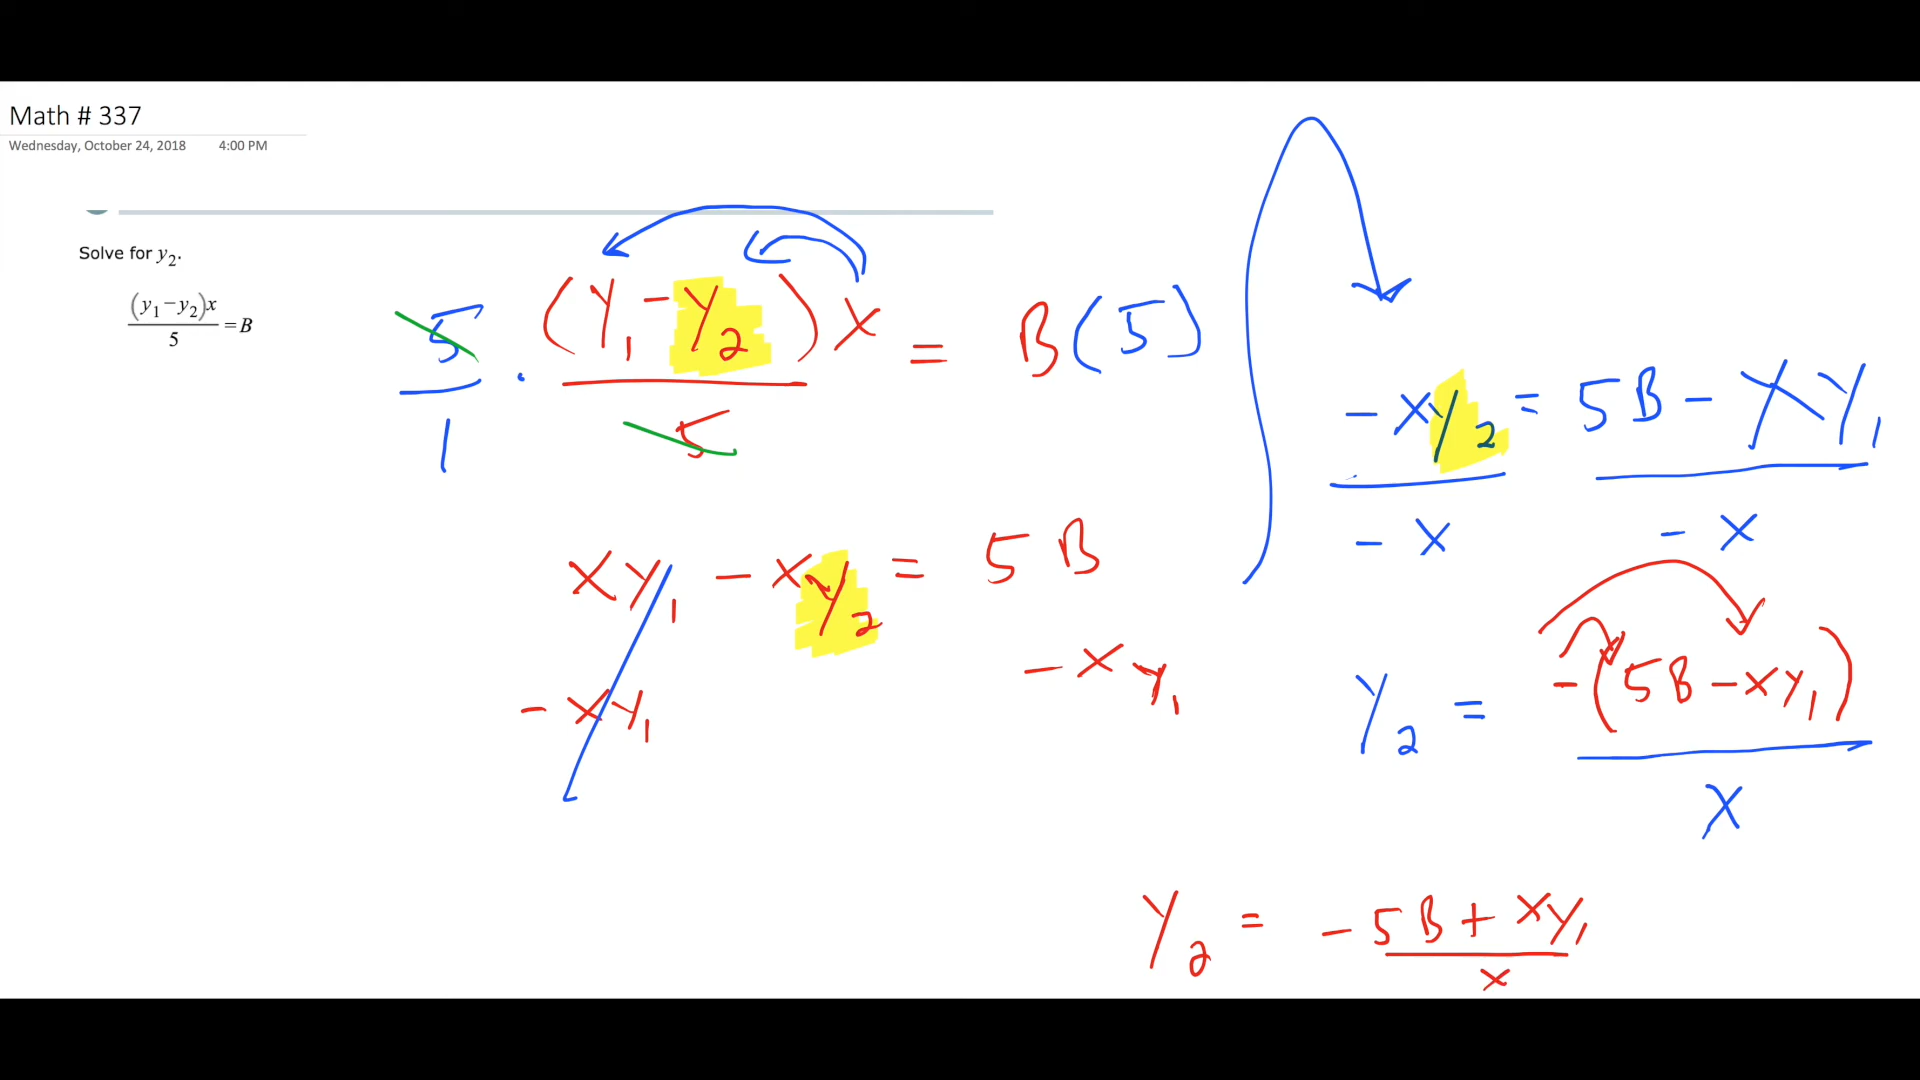 Math # 337
Wednesday, October 24, 2018 4:00 PM
Solve for y₂.
(y₁−y₂)x
5
=B
5 · (Y₁ − Y₂)X = B(5)
1 5
XY₁ − XY₂ = 5B
− XY₁ − XY₁
− XY₂ = 5B − XY₁
− X − X
Y₂ = −(5B − XY₁)
X
Y₂ = − 5B + XY₁
X